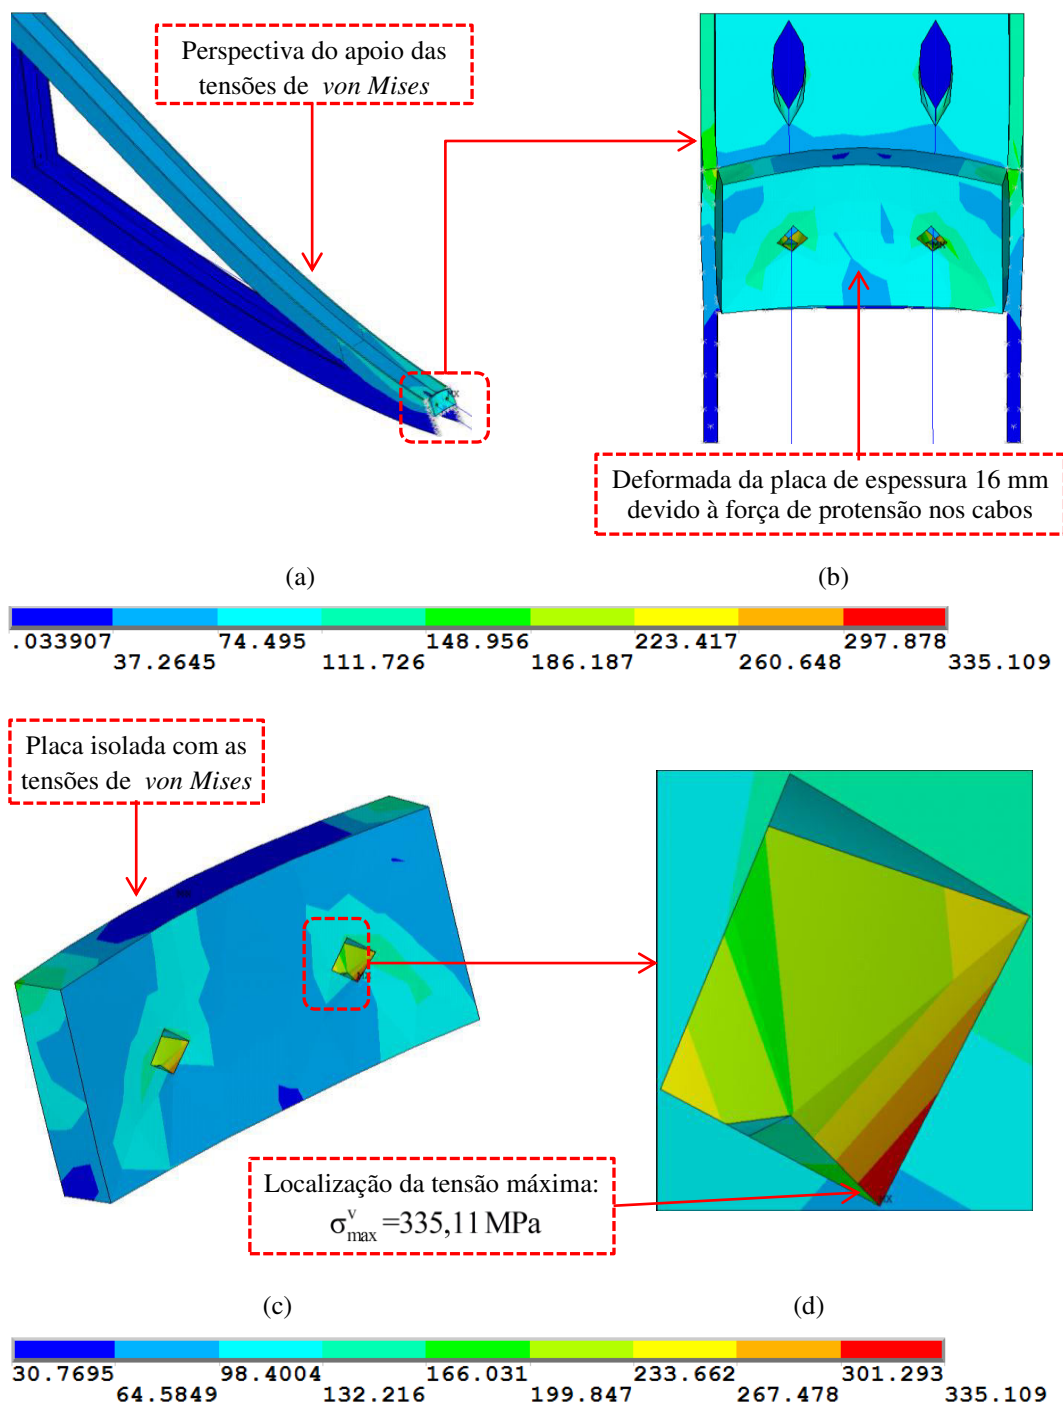 Perspectiva do apoio das
tensões de von Mises
Deformada da placa de espessura 16 mm
devido à força de protensão nos cabos
(a)
(b)
.033907
37.2645
74.495
111.726
148.956
186.187
223.417
260.648
297.878
335.109
Placa isolada com as
tensões de von Mises
MX
Localização da tensão máxima:
σ^v_max =335,11 MPa
(c)
(d)
30.7695
64.5849
98.4004
132.216
166.031
199.847
233.662
267.478
301.293
335.109